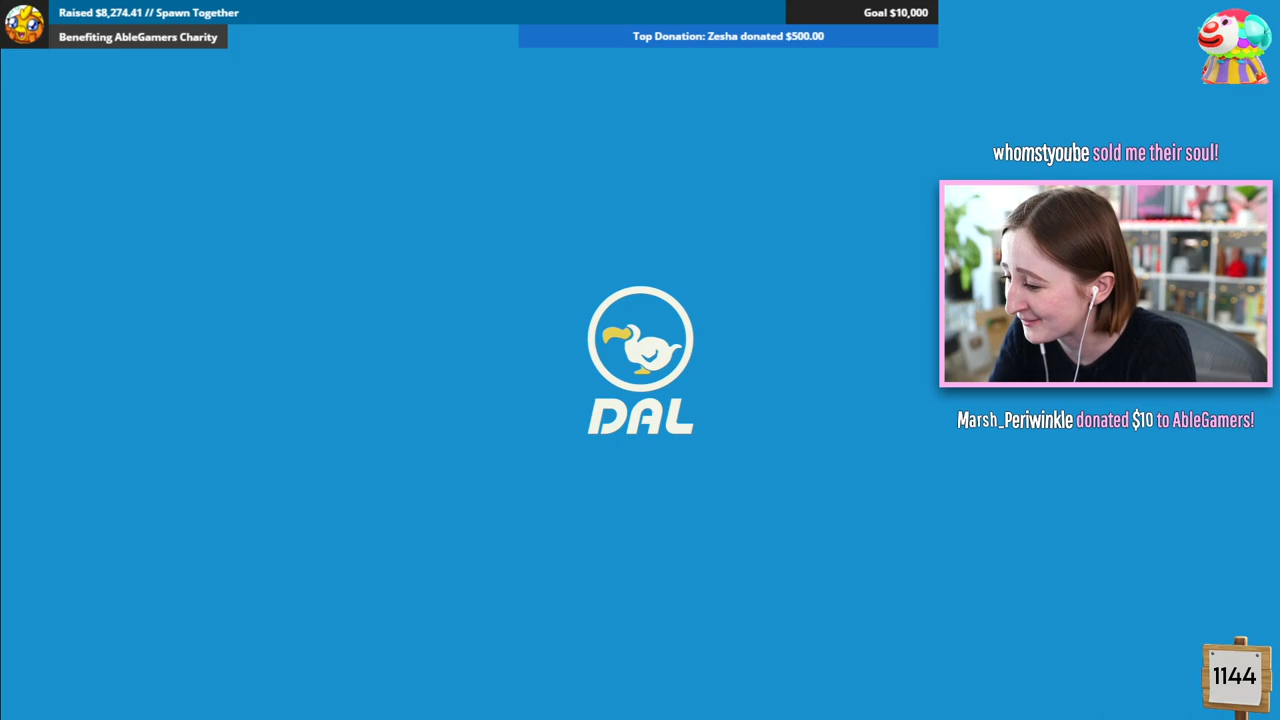 Raised $8,274.41 // Spawn Together
Goal $10,000
Benefiting AbleGamers Charity
Top Donation: Zesha donated $500.00
whomstyoube sold me their soul!
DAL
Marsh_Periwinkle donated $10 to AbleGamers!
1144